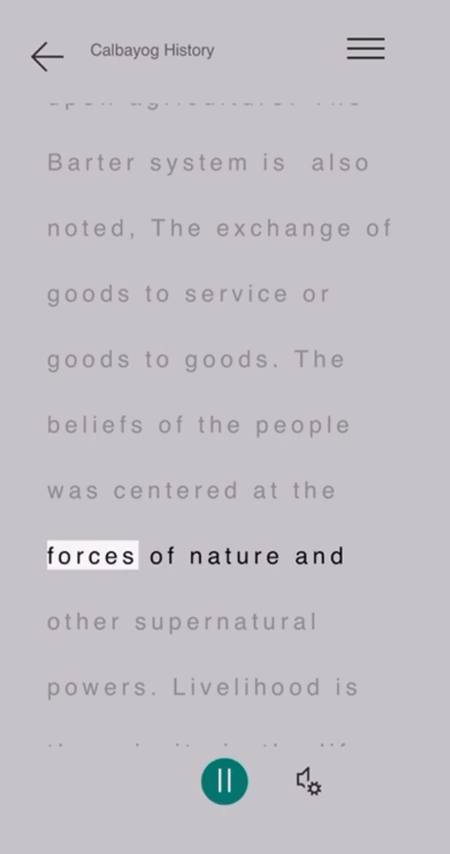 Calbayog History
Barter system is also
noted, The exchange of
goods to service or
goods to goods. The
beliefs of the people
was centered at the
forces of nature and
other supernatural
powers. Livelihood is